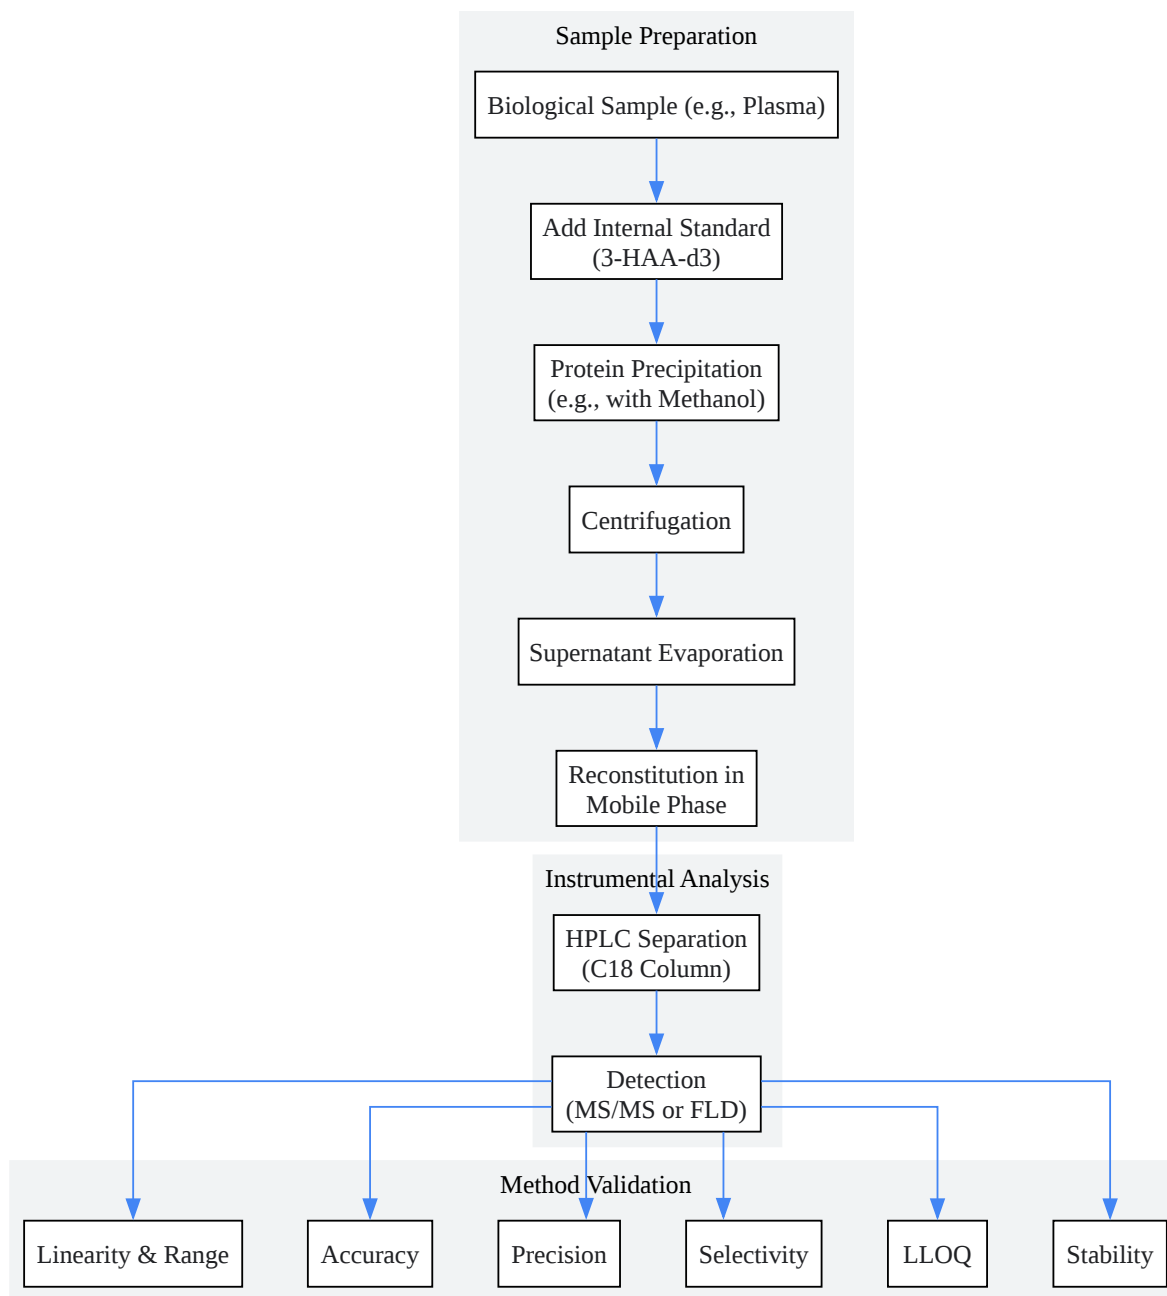 Sample Preparation
Biological Sample (e.g., Plasma)
Add Internal Standard
(3-HAA-d3)
Protein Precipitation
(e.g., with Methanol)
Centrifugation
Supernatant Evaporation
Reconstitution in
Mobile Phase
Instrumental Analysis
HPLC Separation
(C18 Column)
Detection
(MS/MS or FLD)
Method Validation
Linearity & Range
Accuracy
Precision
Selectivity
LLOQ
Stability